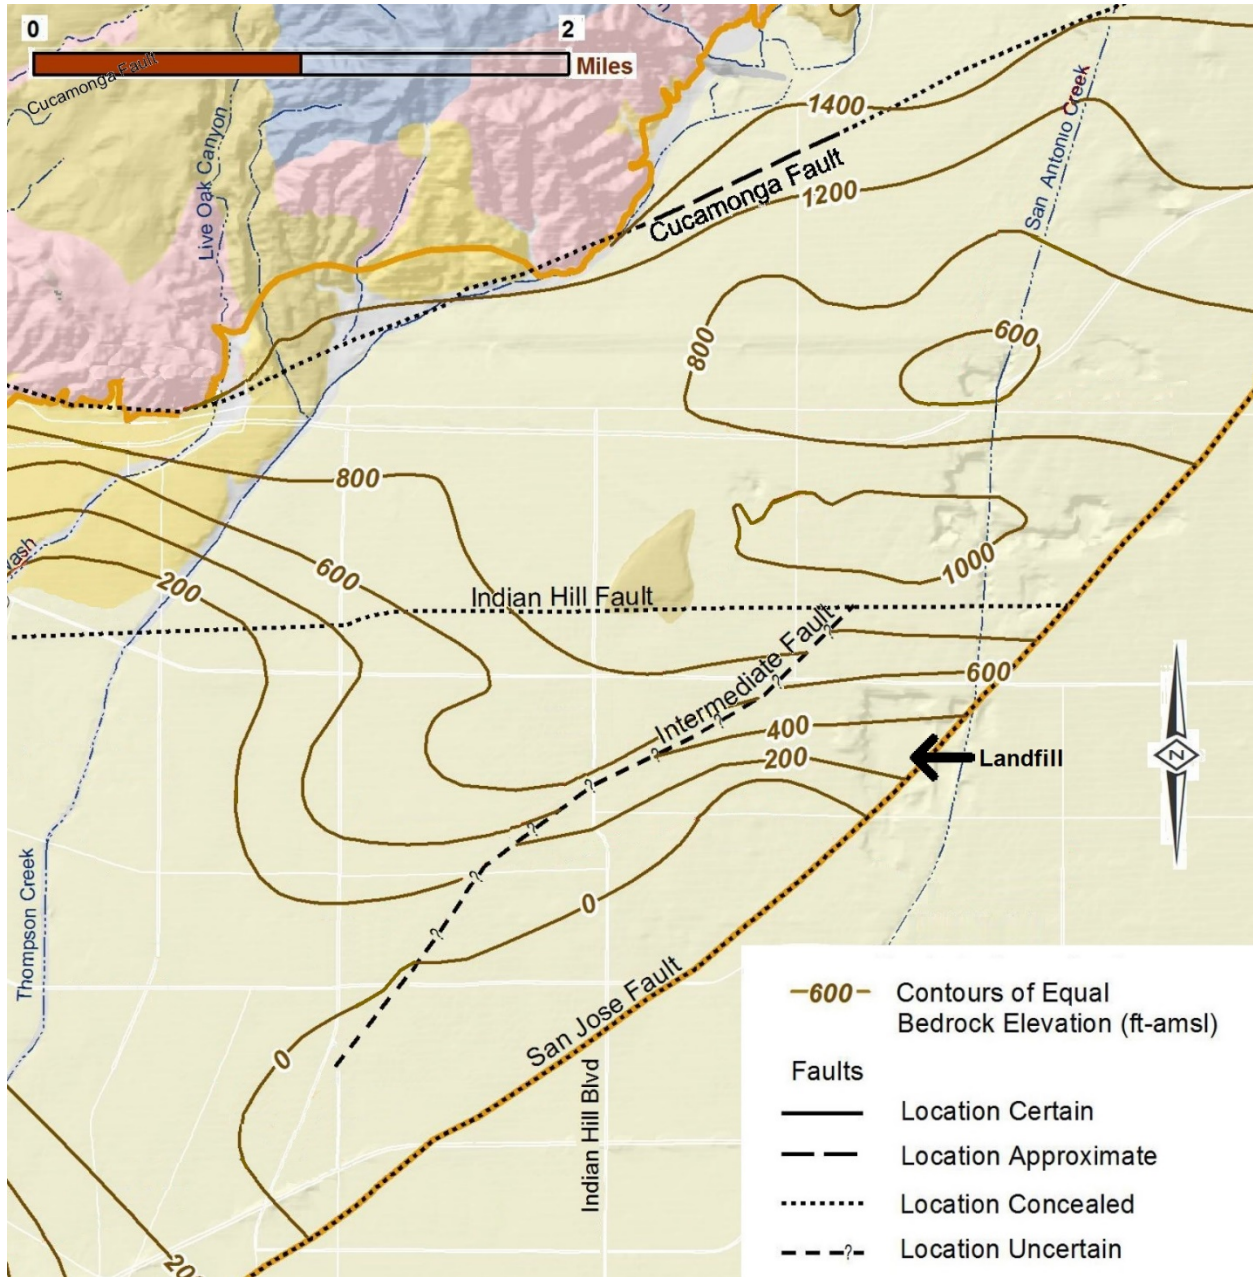 0
2
Miles
Cucamonga Fault
Live Oak Canyon
1400
San Antonio Creek
Cucamonga Fault
1200
800
600
800
600
1000
200
wash
Indian Hill Fault
Intermediate Fault
600
400
200
Landfill
N
Thompson Creek
0
0
San Jose Fault
Indian Hill Blvd
200
—600— Contours of Equal
Bedrock Elevation (ft-amsl)
Faults
Location Certain
Location Approximate
Location Concealed
—?— Location Uncertain